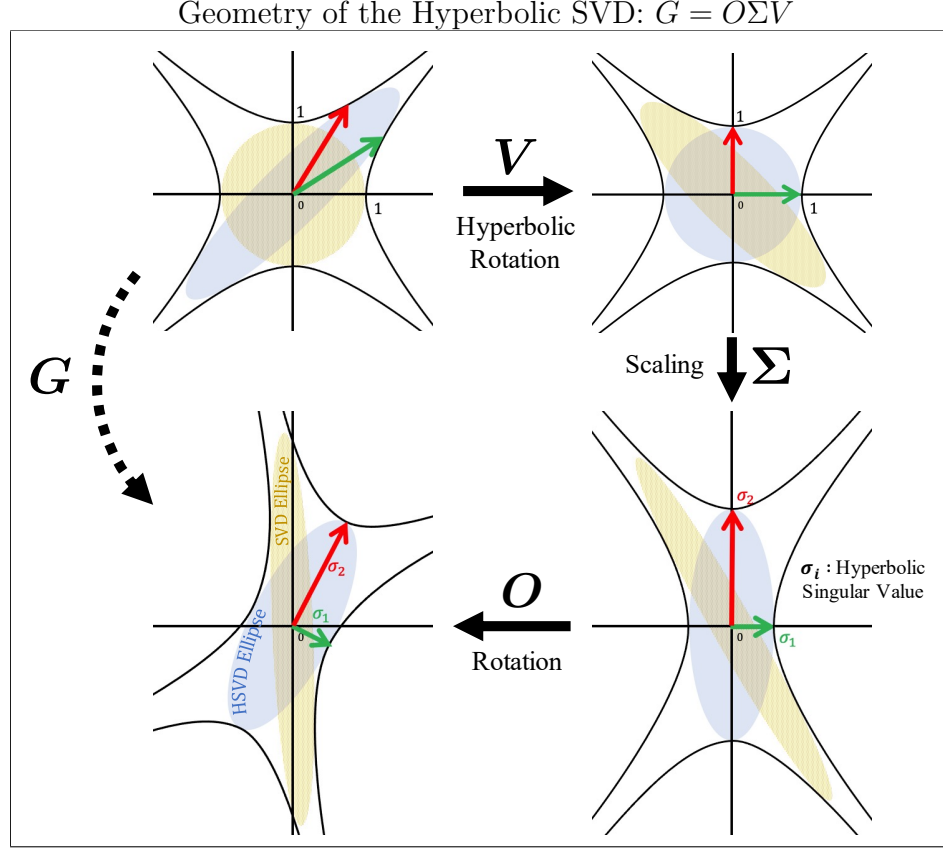 Geometry of the Hyperbolic SVD: G = OΣV
1
0
1
V
Hyperbolic
Rotation
1
0
1
G
Scaling
Σ
SVD Ellipse
σ₂
σ₁
0
HSVD Ellipse
O
Rotation
σ₂
0
σ₁
σᵢ : Hyperbolic
Singular Value